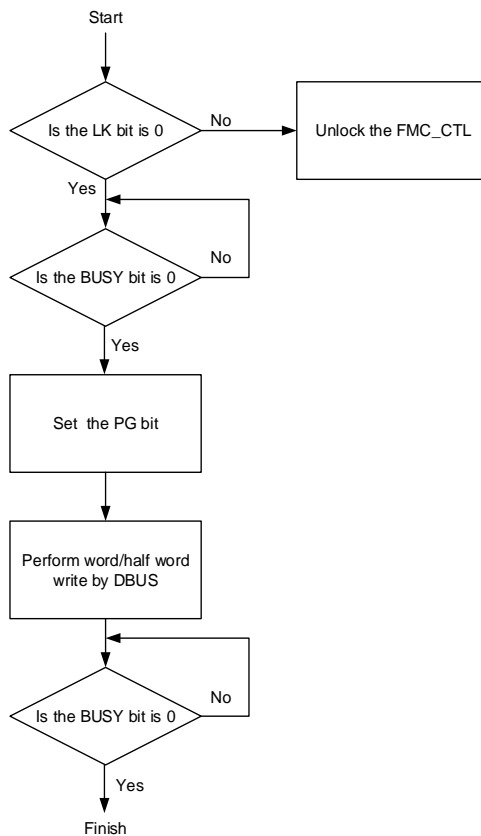 Start
Is the LK bit is 0
No
Unlock the FMC_CTL
Yes
Is the BUSY bit is 0
No
Yes
Set the PG bit
Perform word/half word
write by DBUS
Is the BUSY bit is 0
No
Yes
Finish